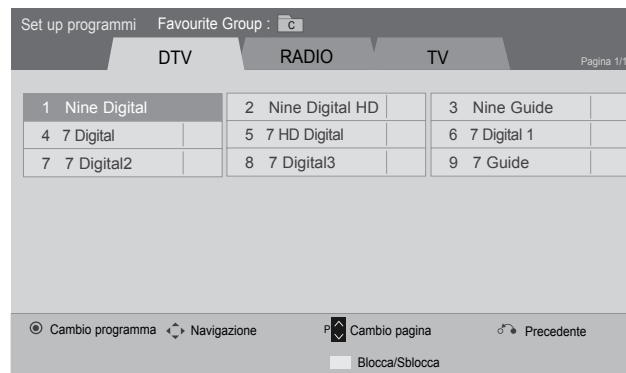 Set up programmi Favourite Group : C
DTV RADIO TV Pagina 1/1
1 Nine Digital 2 Nine Digital HD 3 Nine Guide
4 7 Digital 5 7 HD Digital 6 7 Digital 1
7 7 Digital2 8 7 Digital3 9 7 Guide
Cambio programma Navigazione P Cambio pagina Precedente
Blocca/Sblocca